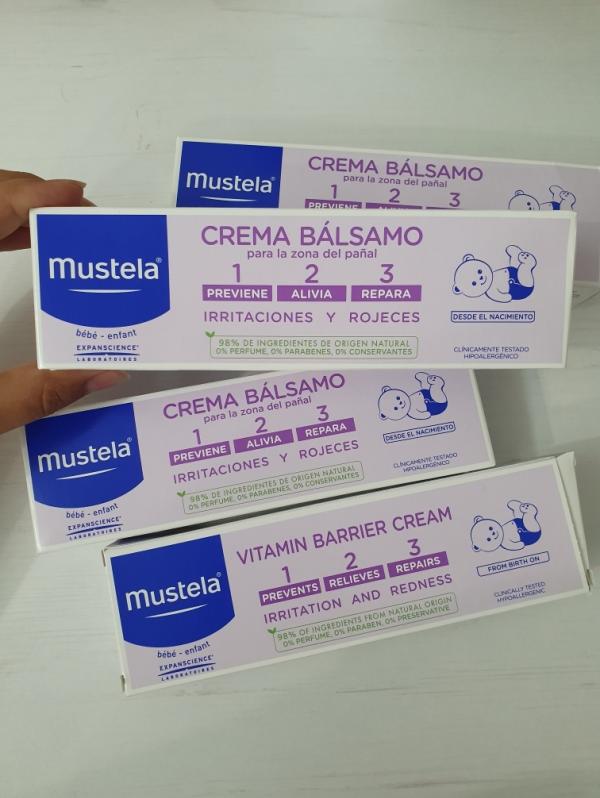 mustela®
CREMA BÁLSAMO
para la zona del pañal
1 2 3
PREVIENE
mustela®
bébé - enfant
EXPANSCIENCE®
LABORATOIRES
CREMA BÁLSAMO
para la zona del pañal
1 2 3
PREVIENE ALIVIA REPARA
IRRITACIONES Y ROJECES
98% DE INGREDIENTES DE ORIGEN NATURAL
0% PERFUME, 0% PARABENES, 0% CONSERVANTES
DESDE EL NACIMIENTO
CLÍNICAMENTE TESTADO
HIPOALERGÉNICO
mustela®
bébé - enfant
EXPANSCIENCE®
LABORATOIRES
CREMA BÁLSAMO
para la zona del pañal
1 2 3
PREVIENE ALIVIA REPARA
IRRITACIONES Y ROJECES
98% DE INGREDIENTES DE ORIGEN NATURAL
0% PERFUME, 0% PARABENES, 0% CONSERVANTES
DESDE EL NACIMIENTO
CLÍNICAMENTE TESTADO
HIPOALERGÉNICO
mustela®
bébé - enfant
EXPANSCIENCE®
LABORATOIRES
VITAMIN BARRIER CREAM
1 2 3
PREVENTS RELIEVES REPAIRS
IRRITATION AND REDNESS
98% OF INGREDIENTS FROM NATURAL ORIGIN
0% PERFUME, 0% PARABEN, 0% PRESERVATIVE
FROM BIRTH ON
CLINICALLY TESTED
HYPOALLERGENIC